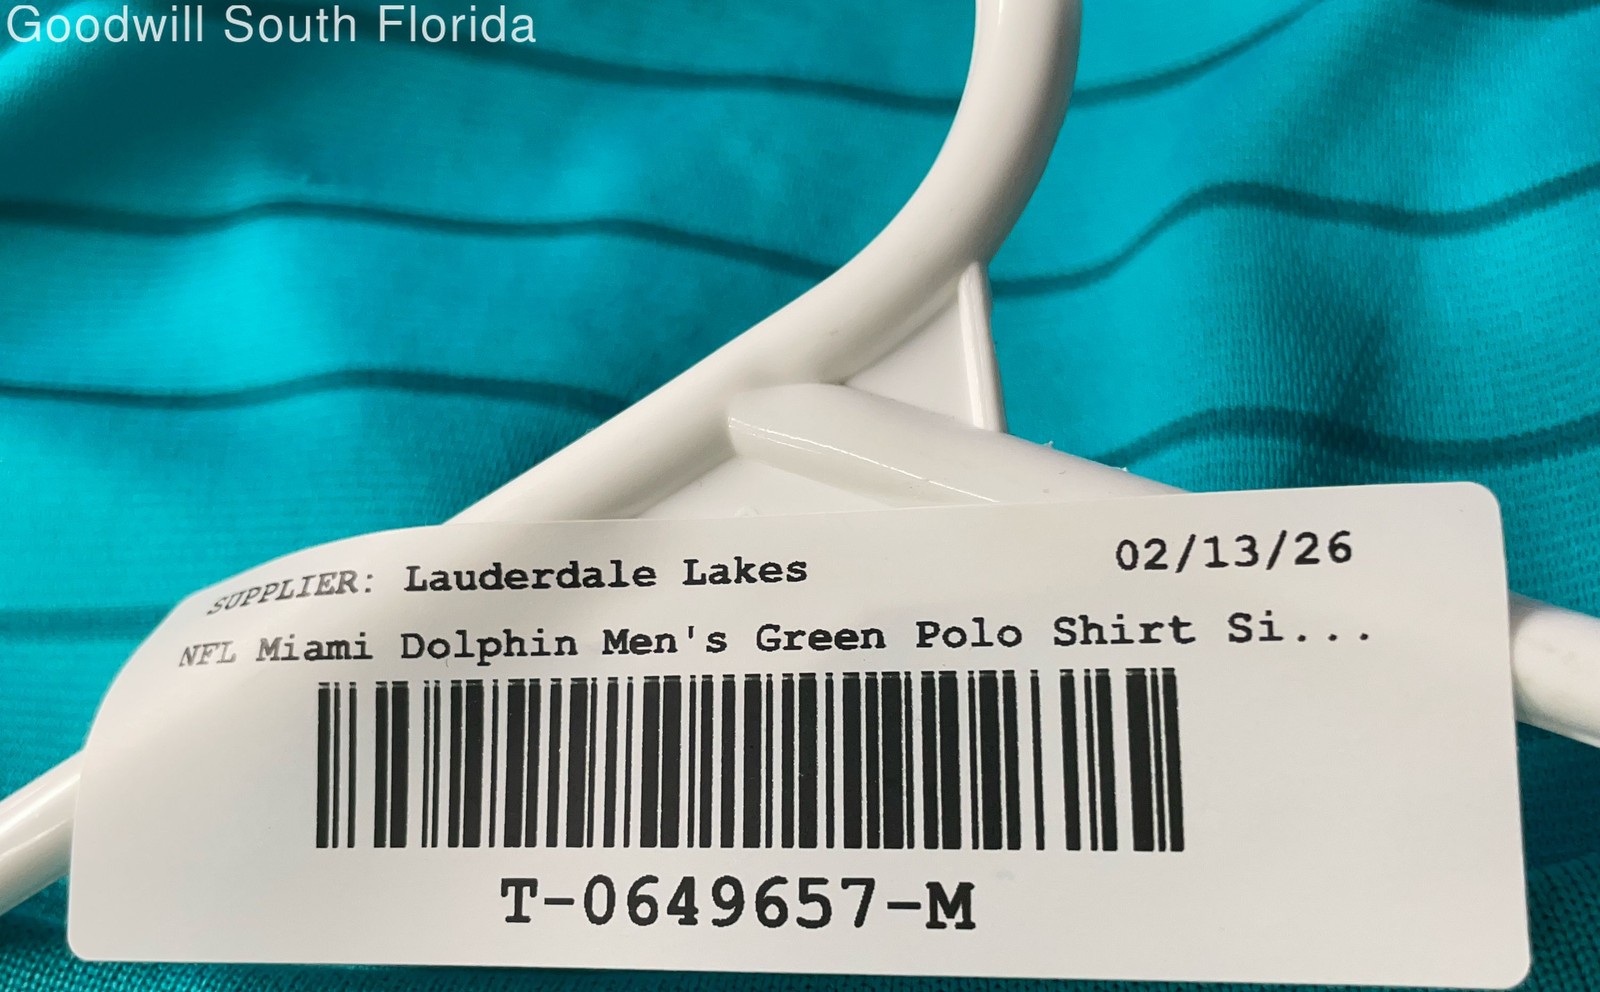 Goodwill South Florida
SUPPLIER: Lauderdale Lakes 02/13/26
NFL Miami Dolphin Men's Green Polo Shirt Si...
T-0649657-M